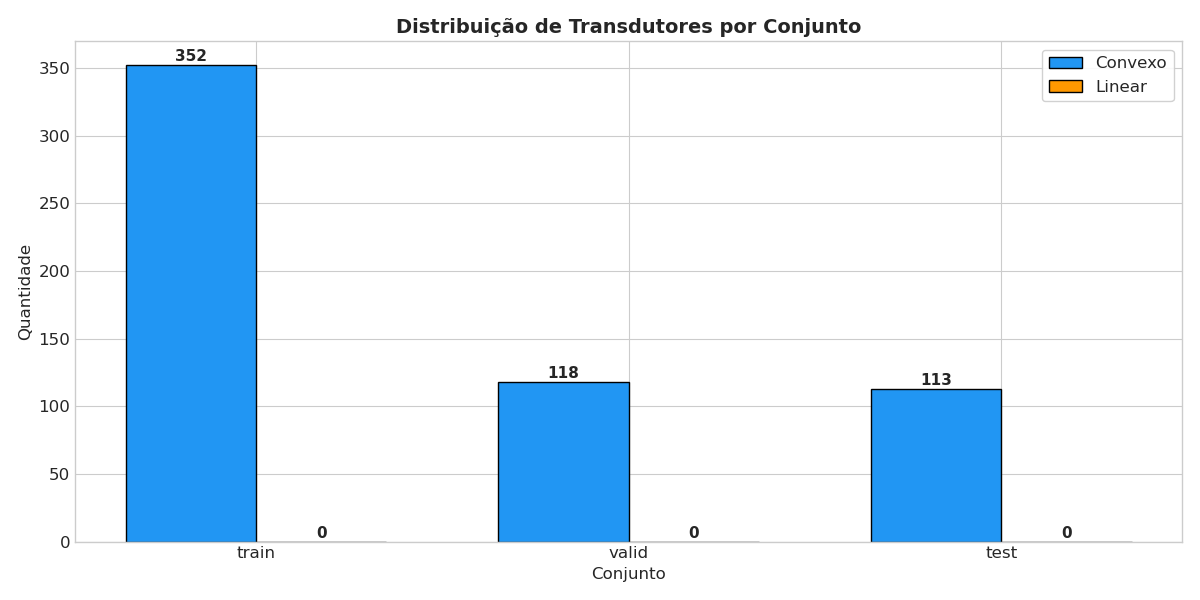 Distribuição de Transdutores por Conjunto
352
Convexo
Linear
350
300
250
200
150
118
113
100
50
0
0
0
0
train
valid
test
Quantidade
Conjunto